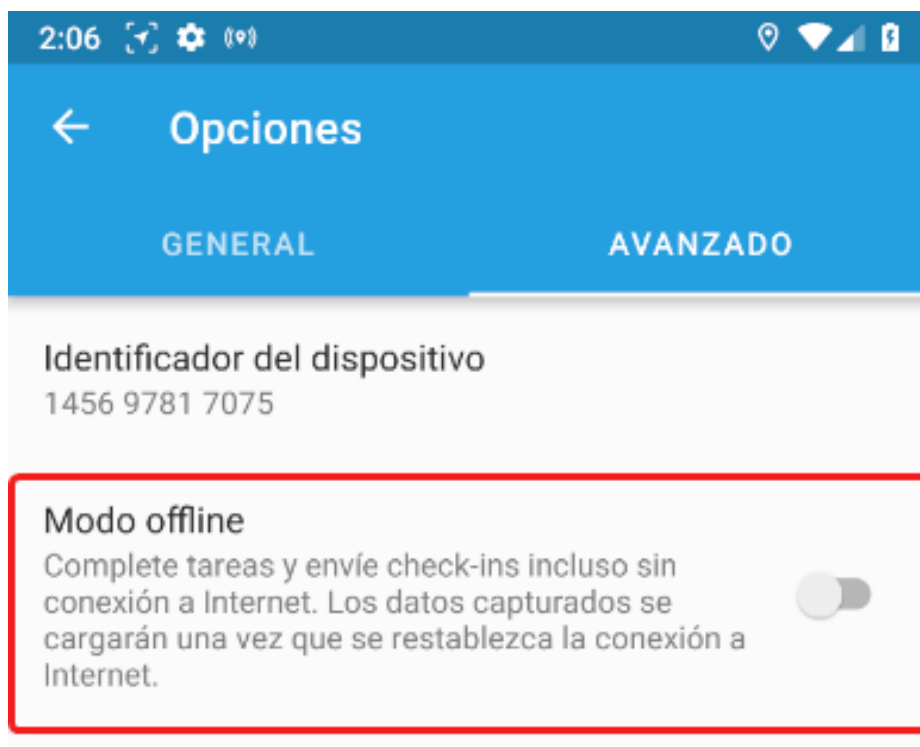 2:06
Opciones
GENERAL AVANZADO
Identificador del dispositivo
1456 9781 7075
Modo offline
Complete tareas y envíe check-ins incluso sin
conexión a Internet. Los datos capturados se
cargarán una vez que se restablezca la conexión a
Internet.